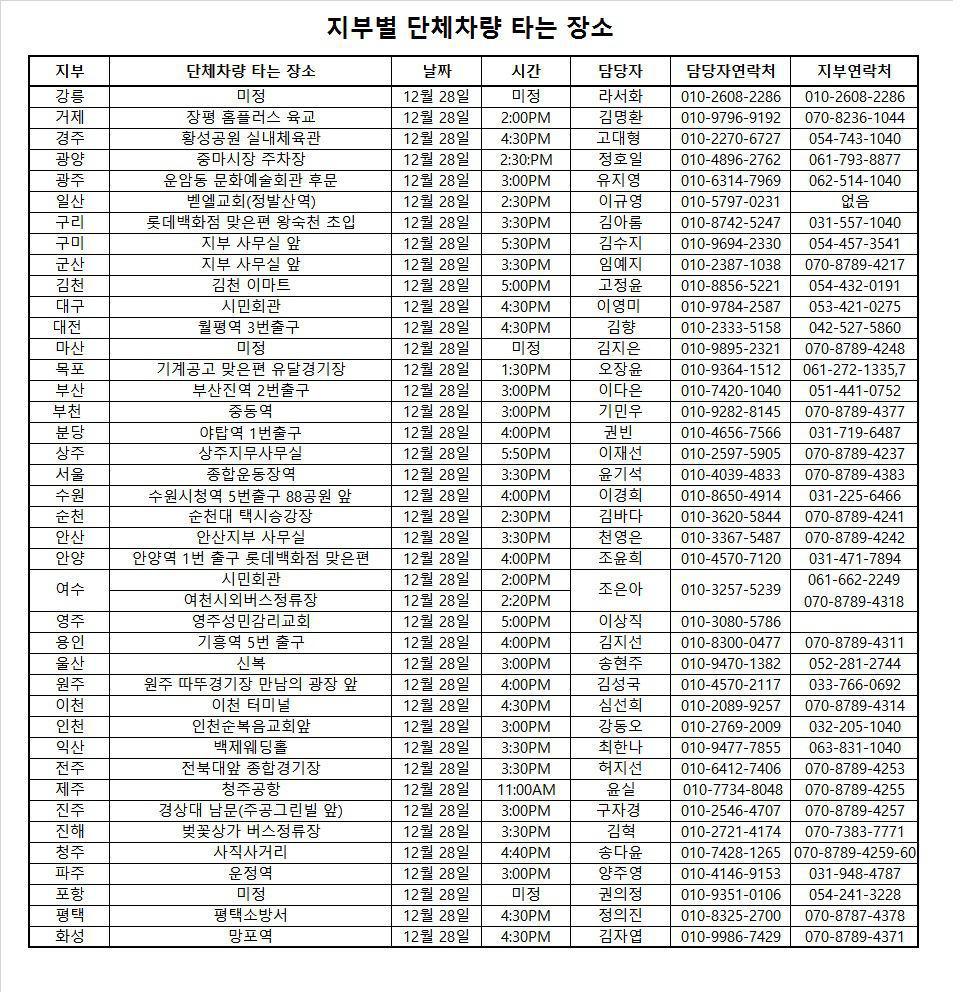 지부별 단체차량 타는 장소
지부 단체차량 타는 장소 날짜 시간 담당자 담당자연락처 지부연락처
강릉 미정 12월 28일 미정 라서화 010-2608-2286 010-2608-2286
거제 장평 홈플러스 육교 12월 28일 2:00PM 김명환 010-9796-9192 070-8236-1044
경주 황성공원 실내체육관 12월 28일 4:30PM 고대형 010-2270-6727 054-743-1040
광양 중마시장 주차장 12월 28일 2:30:PM 정호일 010-4896-2762 061-793-8877
광주 운암동 문화예술회관 후문 12월 28일 3:00PM 유지영 010-6314-7969 062-514-1040
일산 벧엘교회(정발산역) 12월 28일 2:30PM 이규영 010-5797-0231 없음
구리 롯데백화점 맞은편 왕숙천 초입 12월 28일 3:30PM 김아름 010-8742-5247 031-557-1040
구미 지부 사무실 앞 12월 28일 5:30PM 김수지 010-9694-2330 054-457-3541
군산 지부 사무실 앞 12월 28일 3:30PM 임예지 010-2387-1038 070-8789-4217
김천 김천 이마트 12월 28일 5:00PM 고정윤 010-8856-5221 054-432-0191
대구 시민회관 12월 28일 4:30PM 이영미 010-9784-2587 053-421-0275
대전 월평역 3번출구 12월 28일 4:30PM 김향 010-2333-5158 042-527-5860
마산 미정 12월 28일 미정 김지은 010-9895-2321 070-8789-4248
목포 기계공고 맞은편 유달경기장 12월 28일 1:30PM 오장윤 010-9364-1512 061-272-1335,7
부산 부산진역 2번출구 12월 28일 3:00PM 이다은 010-7420-1040 051-441-0752
부천 중동역 12월 28일 3:00PM 기민우 010-9282-8145 070-8789-4377
분당 야탑역 1번출구 12월 28일 4:00PM 권빈 010-4656-7566 031-719-6487
상주 상주지무사무실 12월 28일 5:50PM 이재선 010-2597-5905 070-8789-4237
서울 종합운동장역 12월 28일 3:30PM 윤기석 010-4039-4833 070-8789-4383
수원 수원시청역 5번출구 88공원 앞 12월 28일 4:00PM 이경희 010-8650-4914 031-225-6466
순천 순천대 택시승강장 12월 28일 2:30PM 김바다 010-3620-5844 070-8789-4241
안산 안산지부 사무실 12월 28일 3:30PM 천영은 010-3367-5487 070-8789-4242
안양 안양역 1번 출구 롯데백화점 맞은편 12월 28일 4:00PM 조윤희 010-4570-7120 031-471-7894
여수 시민회관 12월 28일 2:00PM 조은아 010-3257-5239 061-662-2249
여천시외버스정류장 12월 28일 2:20PM 070-8789-4318
영주 영주성민감리교회 12월 28일 5:00PM 이상직 010-3080-5786
용인 기흥역 5번 출구 12월 28일 4:00PM 김지선 010-8300-0477 070-8789-4311
울산 신복 12월 28일 3:00PM 송현주 010-9470-1382 052-281-2744
원주 원주 따뚜경기장 만남의 광장 앞 12월 28일 4:00PM 김성국 010-4570-2117 033-766-0692
이천 이천 터미널 12월 28일 4:30PM 심선희 010-2089-9257 070-8789-4314
인천 인천순복음교회앞 12월 28일 3:00PM 강동오 010-2769-2009 032-205-1040
익산 백제웨딩홀 12월 28일 3:30PM 최한나 010-9477-7855 063-831-1040
전주 전북대앞 종합경기장 12월 28일 3:30PM 허지선 010-6412-7406 070-8789-4253
제주 청주공항 12월 28일 11:00AM 윤실 010-7734-8048 070-8789-4255
진주 경상대 남문(주공그린빌 앞) 12월 28일 3:00PM 구자경 010-2546-4707 070-8789-4257
진해 벚꽃상가 버스정류장 12월 28일 3:30PM 김혁 010-2721-4174 070-7383-7771
청주 사직사거리 12월 28일 4:40PM 송다윤 010-7428-1265 070-8789-4259-60
파주 운정역 12월 28일 3:00PM 양주영 010-4146-9153 031-948-4787
포항 미정 12월 28일 미정 권의정 010-9351-0106 054-241-3228
평택 평택소방서 12월 28일 4:30PM 정의진 010-8325-2700 070-8787-4378
화성 망포역 12월 28일 4:30PM 김자엽 010-9986-7429 070-8789-4371